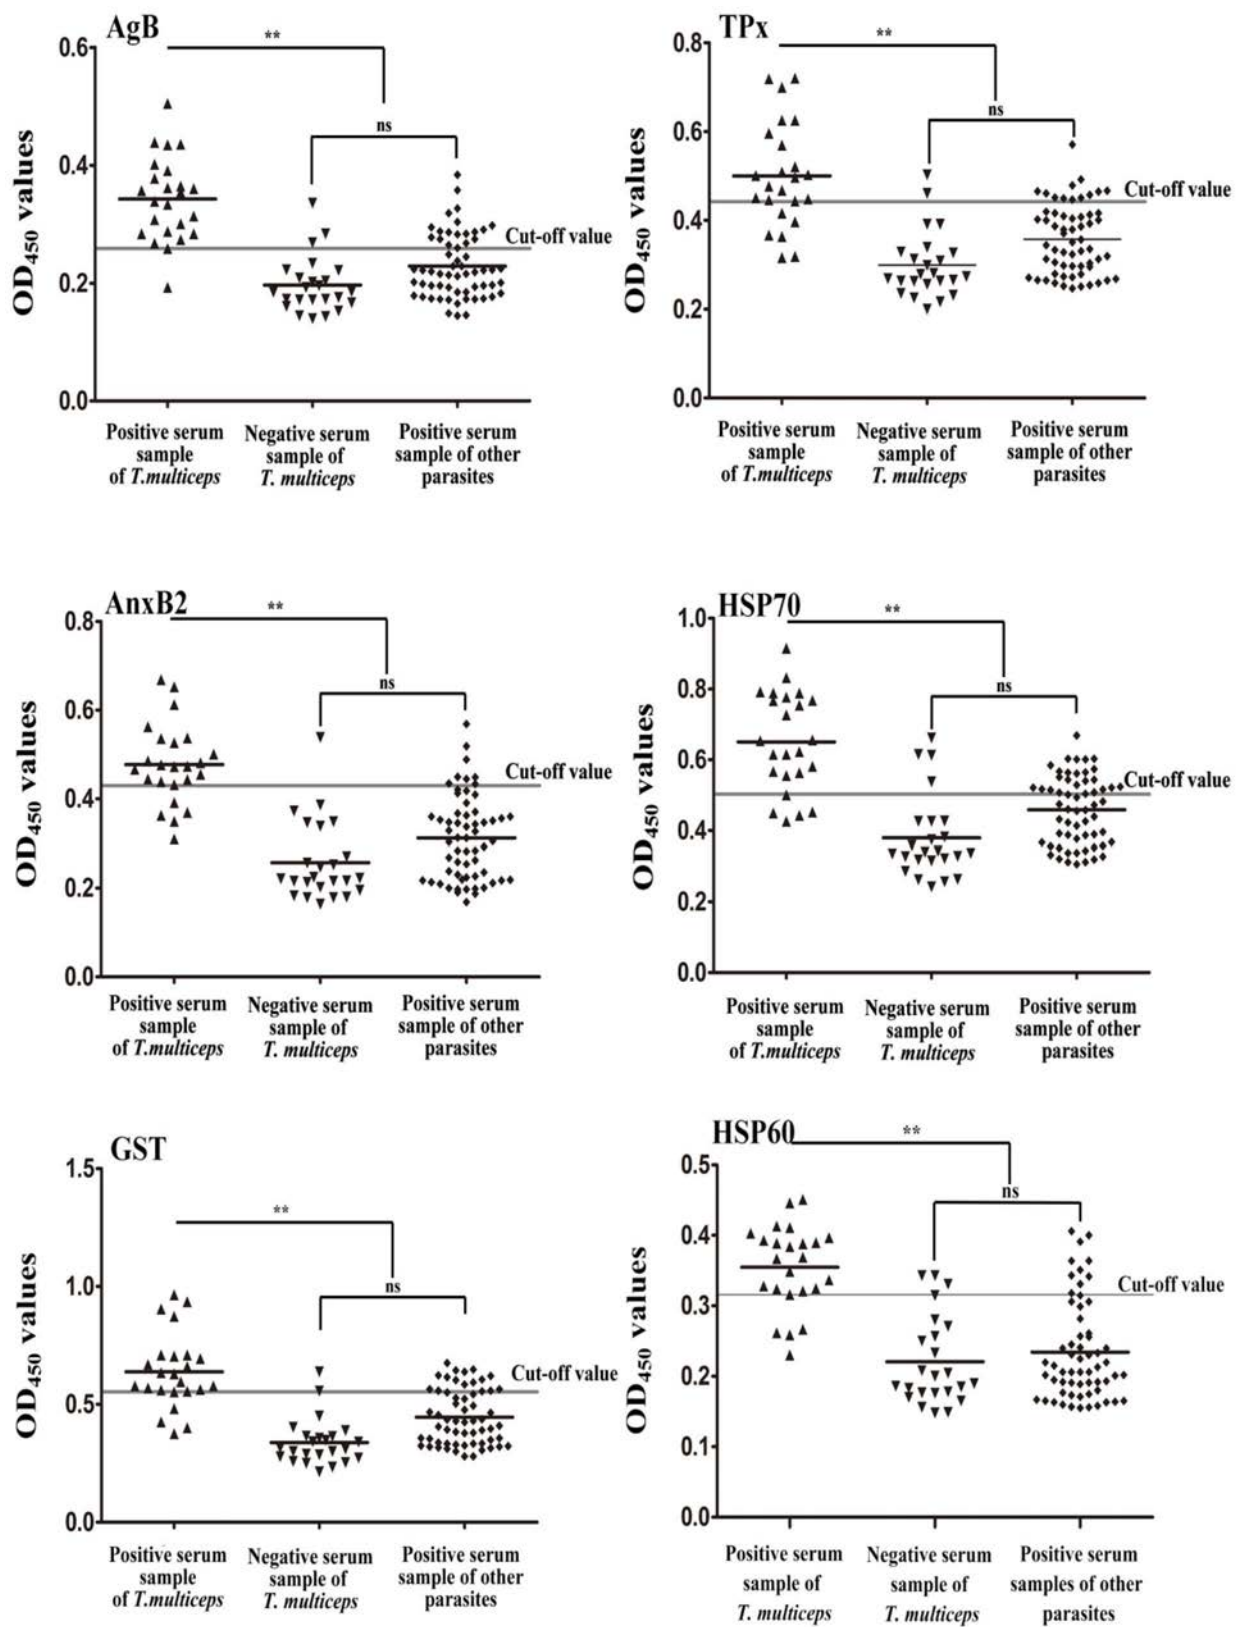 AgB
**
0.6
0.4
0.2
0.0
OD450 values
ns
Cut-off value
Positive serum
sample
of T.multiceps
Negative serum
sample of
T. multiceps
Positive serum
sample of other
parasites
TPx
**
0.8
0.6
0.4
0.2
0.0
OD450 values
ns
Cut-off value
Positive serum
sample
of T.multiceps
Negative serum
sample of
T. multiceps
Positive serum
sample of other
parasites
AnxB2
**
0.8
0.6
0.4
0.2
0.0
OD450 values
ns
Cut-off value
Positive serum
sample
of T.multiceps
Negative serum
sample of
T. multiceps
Positive serum
sample of other
parasites
HSP70
**
1.0
0.8
0.6
0.4
0.2
0.0
OD450 values
ns
Cut-off value
Positive serum
sample
of T.multiceps
Negative serum
sample of
T. multiceps
Positive serum
sample of other
parasites
GST
**
1.5
1.0
0.5
0.0
OD450 values
ns
Cut-off value
Positive serum
sample
of T.multiceps
Negative serum
sample of
T. multiceps
Positive serum
sample of other
parasites
HSP60
**
0.5
0.4
0.3
0.2
0.1
0.0
OD450 values
ns
Cut-off value
Positive serum
sample of
T. multiceps
Negative serum
sample of
T. multiceps
Positive serum
samples of other
parasites